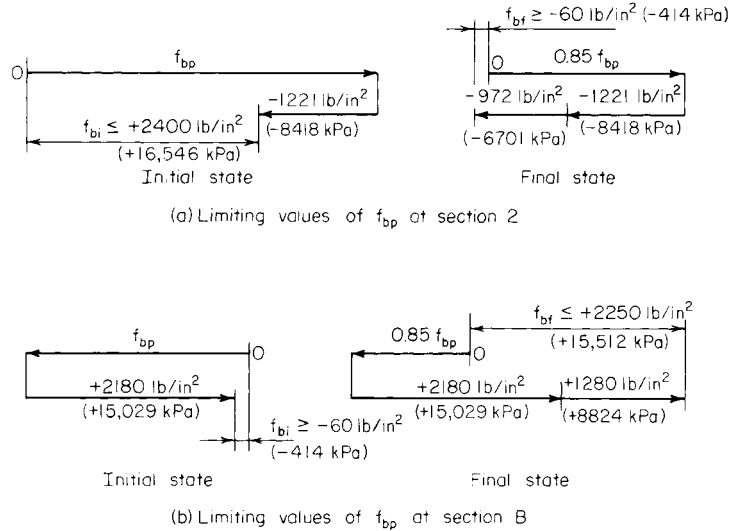 f_bf ≥ -60 lb/in² (-414 kPa)
f_bp
O
-1221 lb/in²
(-8418 kPa)
f_bi ≤ +2400 lb/in²
(+16,546 kPa)
Initial state
O
0.85 f_bp
-972 lb/in²
-1221 lb/in²
(-6701 kPa)
(-8418 kPa)
Final state
(a) Limiting values of f_bp at section 2
f_bp
O
+2180 lb/in²
(+15,029 kPa)
f_bi ≥ -60 lb/in²
(-414 kPa)
Initial state
f_bf ≤ +2250 lb/in²
(+15,512 kPa)
0.85 f_bp
O
+2180 lb/in²
+1280 lb/in²
(+15,029 kPa)
(+8824 kPa)
Final state
(b) Limiting values of f_bp at section B